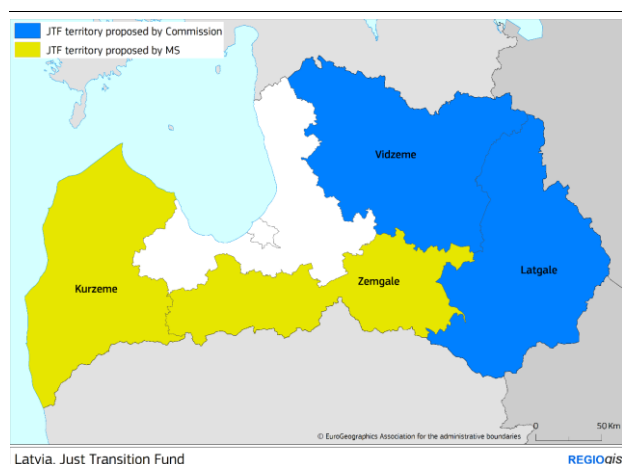 JTF territory proposed by Commission
JTF territory proposed by MS
Vidzeme
Latgale
Kurzeme
Zemgale
© EuroGeographics Association for the administrative boundaries
0 50 Km
Latvia, Just Transition Fund
REGIOgis